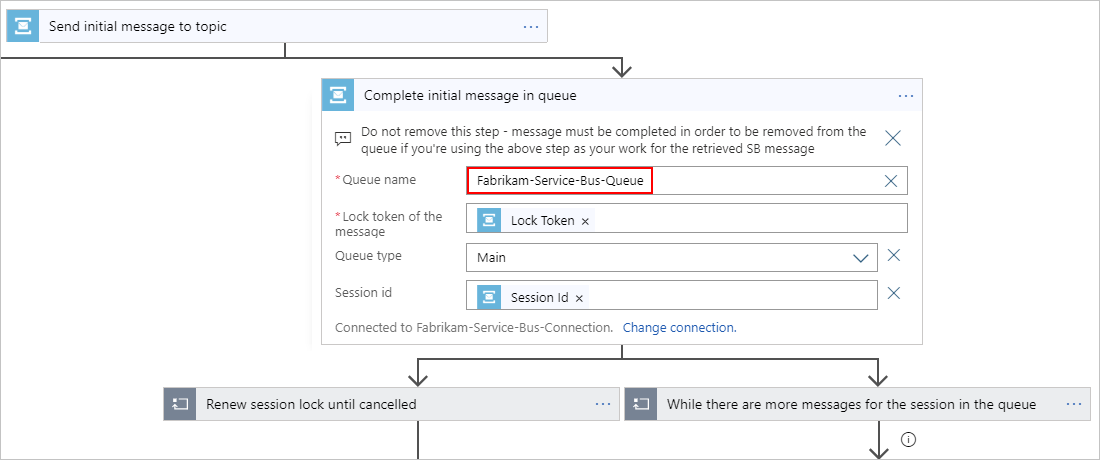 Send initial message to topic
Complete initial message in queue
Do not remove this step - message must be completed in order to be removed from the
queue if you're using the above step as your work for the retrieved SB message
*Queue name
Fabrikam-Service-Bus-Queue
*Lock token of the
message
Lock Token ×
Queue type
Main
Session id
Session Id ×
Connected to Fabrikam-Service-Bus-Connection. Change connection.
Renew session lock until cancelled
While there are more messages for the session in the queue